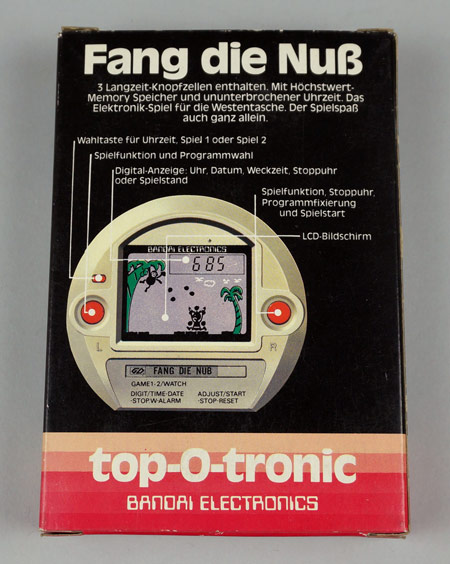 Fang die Nuß
3 Langzeit-Knopfzellen enthalten. Mit Höchstwert-
Memory Speicher und ununterbrochener Uhrzeit. Das
Elektronik-Spiel für die Westentasche. Der Spielspaß
auch ganz allein.
Wahltaste für Uhrzeit, Spiel 1 oder Spiel 2
Spielfunktion und Programmwahl
Digital-Anzeige: Uhr, Datum, Weckzeit, Stoppuhr
oder Spielstand
Spielfunktion, Stoppuhr,
Programmfixierung
und Spielstart
LCD-Bildschirm
BANDAI ELECTRONICS
685
L
R
FANG DIE NUß
GAME1-2/WATCH
DIGIT/TIME-DATE
-STOP.W-ALARM
ADJUST/START
-STOP-RESET
top-O-tronic
BANDAI ELECTRONICS